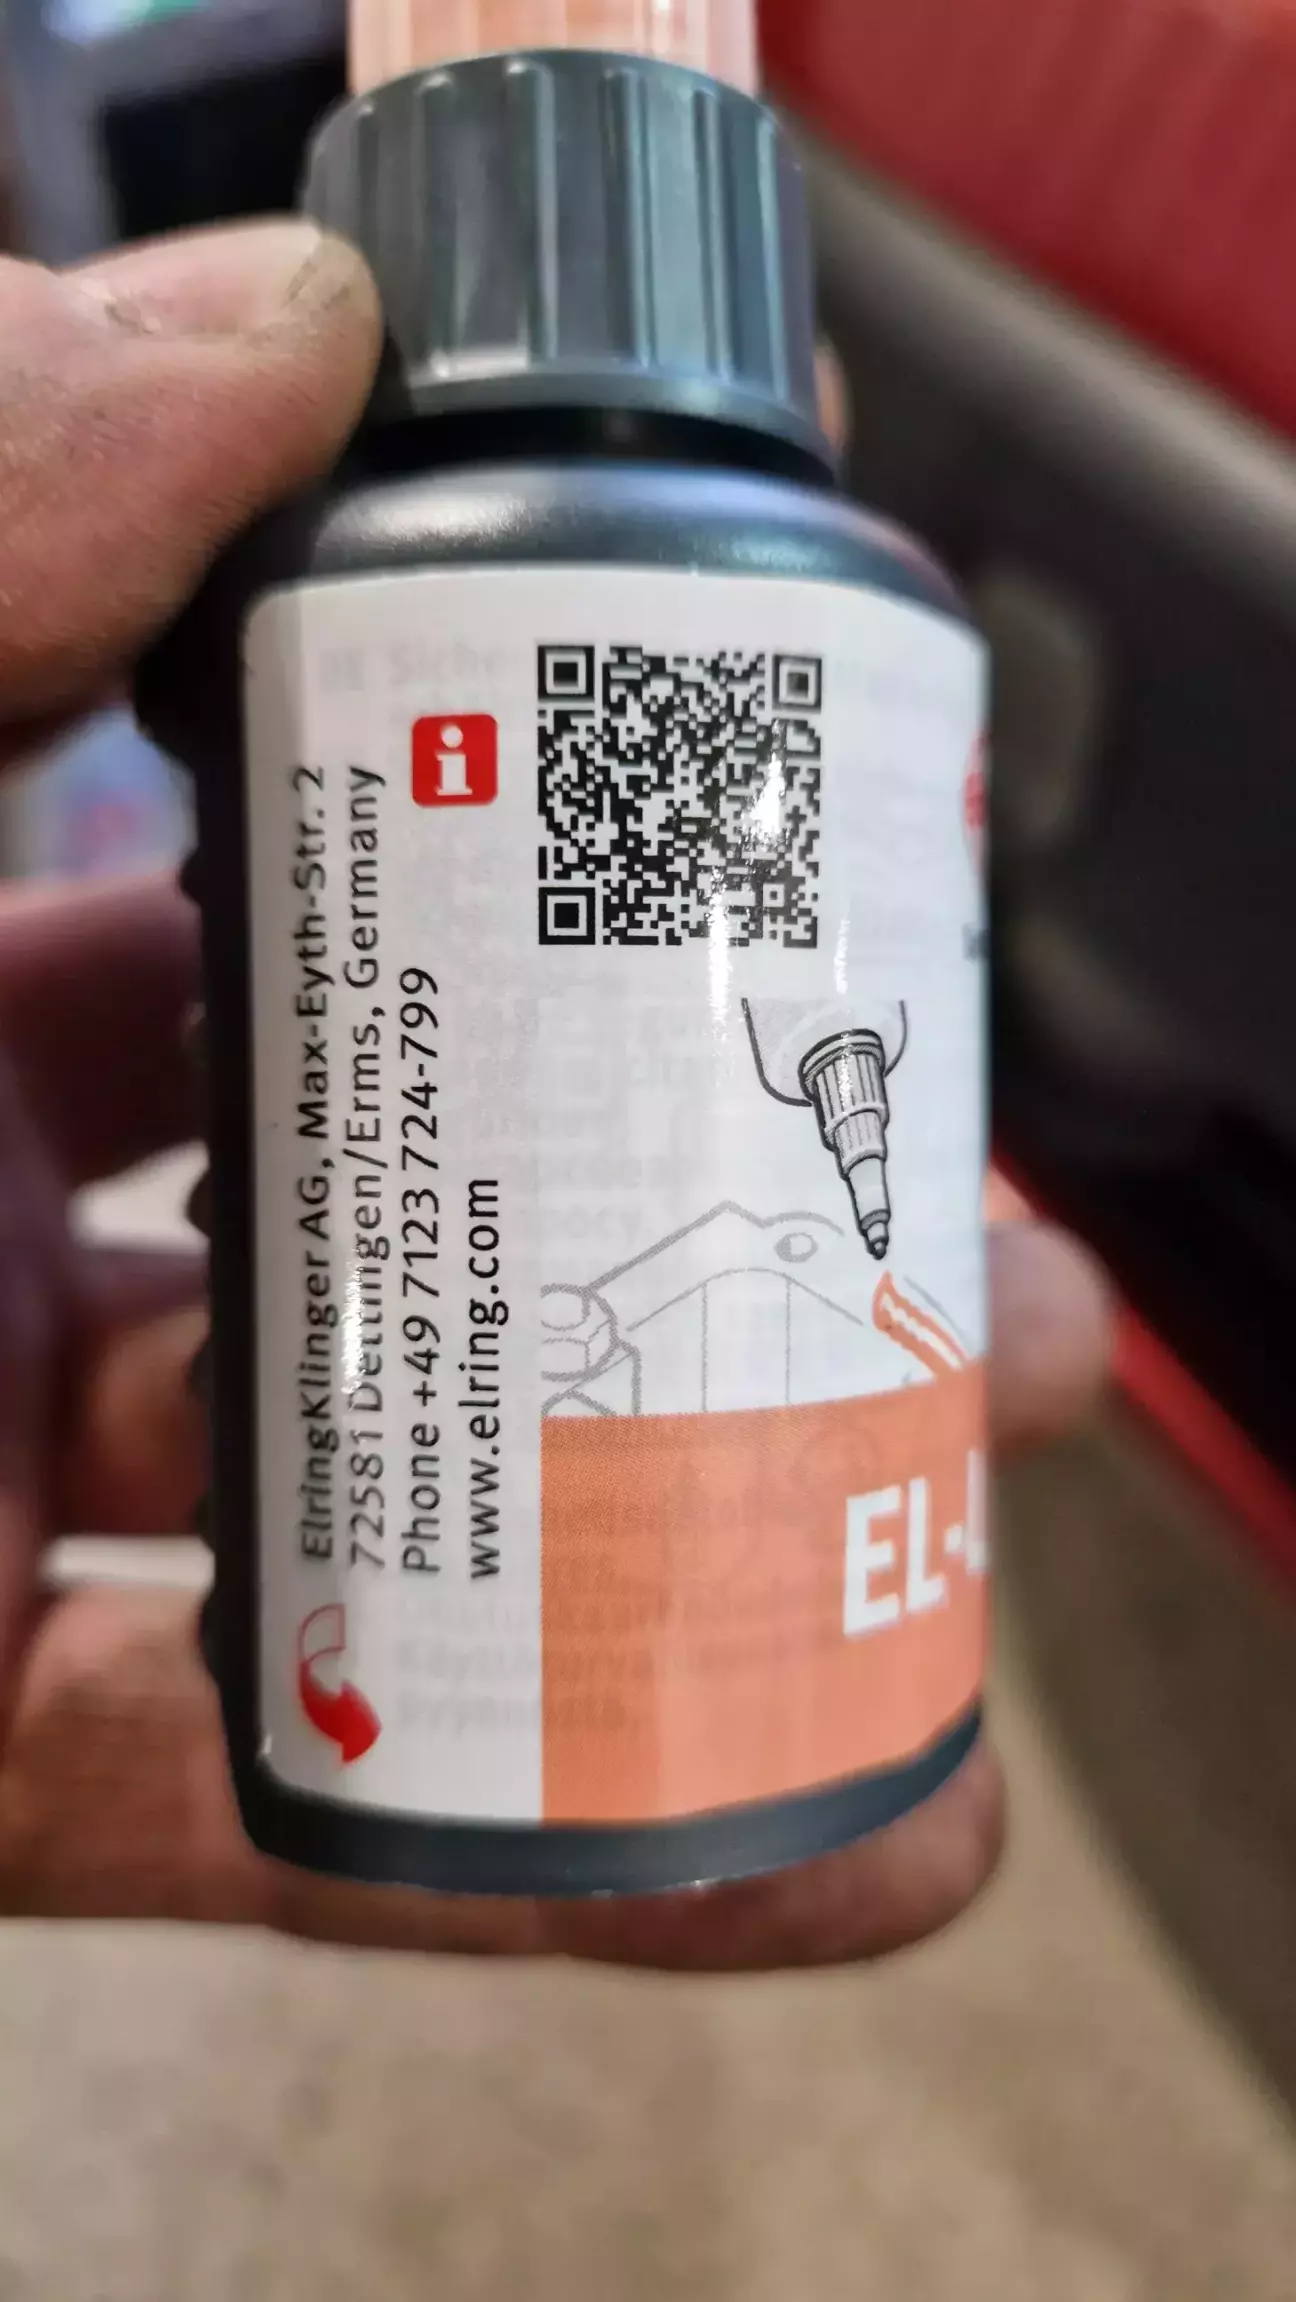 ElringKlinger AG, Max-Eyth-Str. 2
72581 Dettingen/Erms, Germany
Phone +49 7123 724-799
www.elring.com
i
EL-